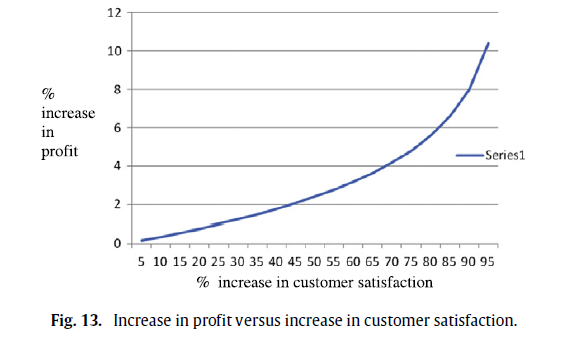 12
10
8
6
4
2
0
%
increase
in
profit
Series1
5 10 15 20 25 30 35 40 45 50 55 60 65 70 75 80 85 90 95
% increase in customer satisfaction
Fig. 13. Increase in profit versus increase in customer satisfaction.